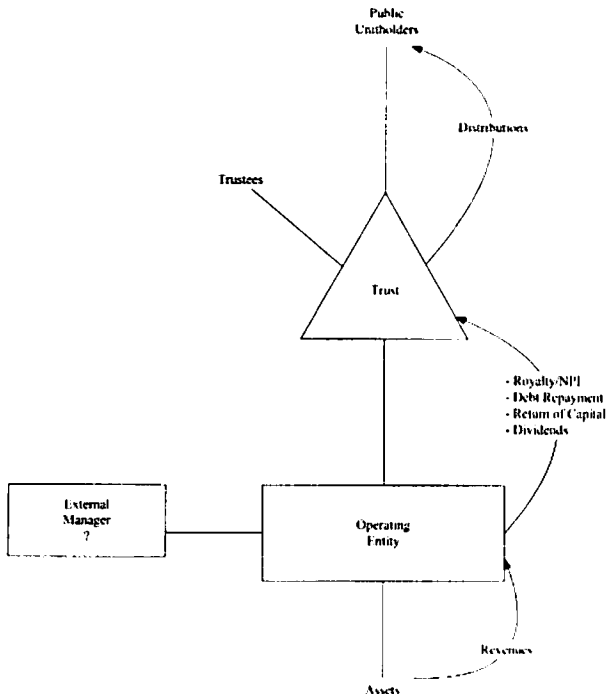 Public
Unitholders
Distributions
Trustees
Trust
- Royalty/NPI
- Debt Repayment
- Return of Capital
- Dividends
External
Manager
?
Operating
Entity
Revenues
Assets